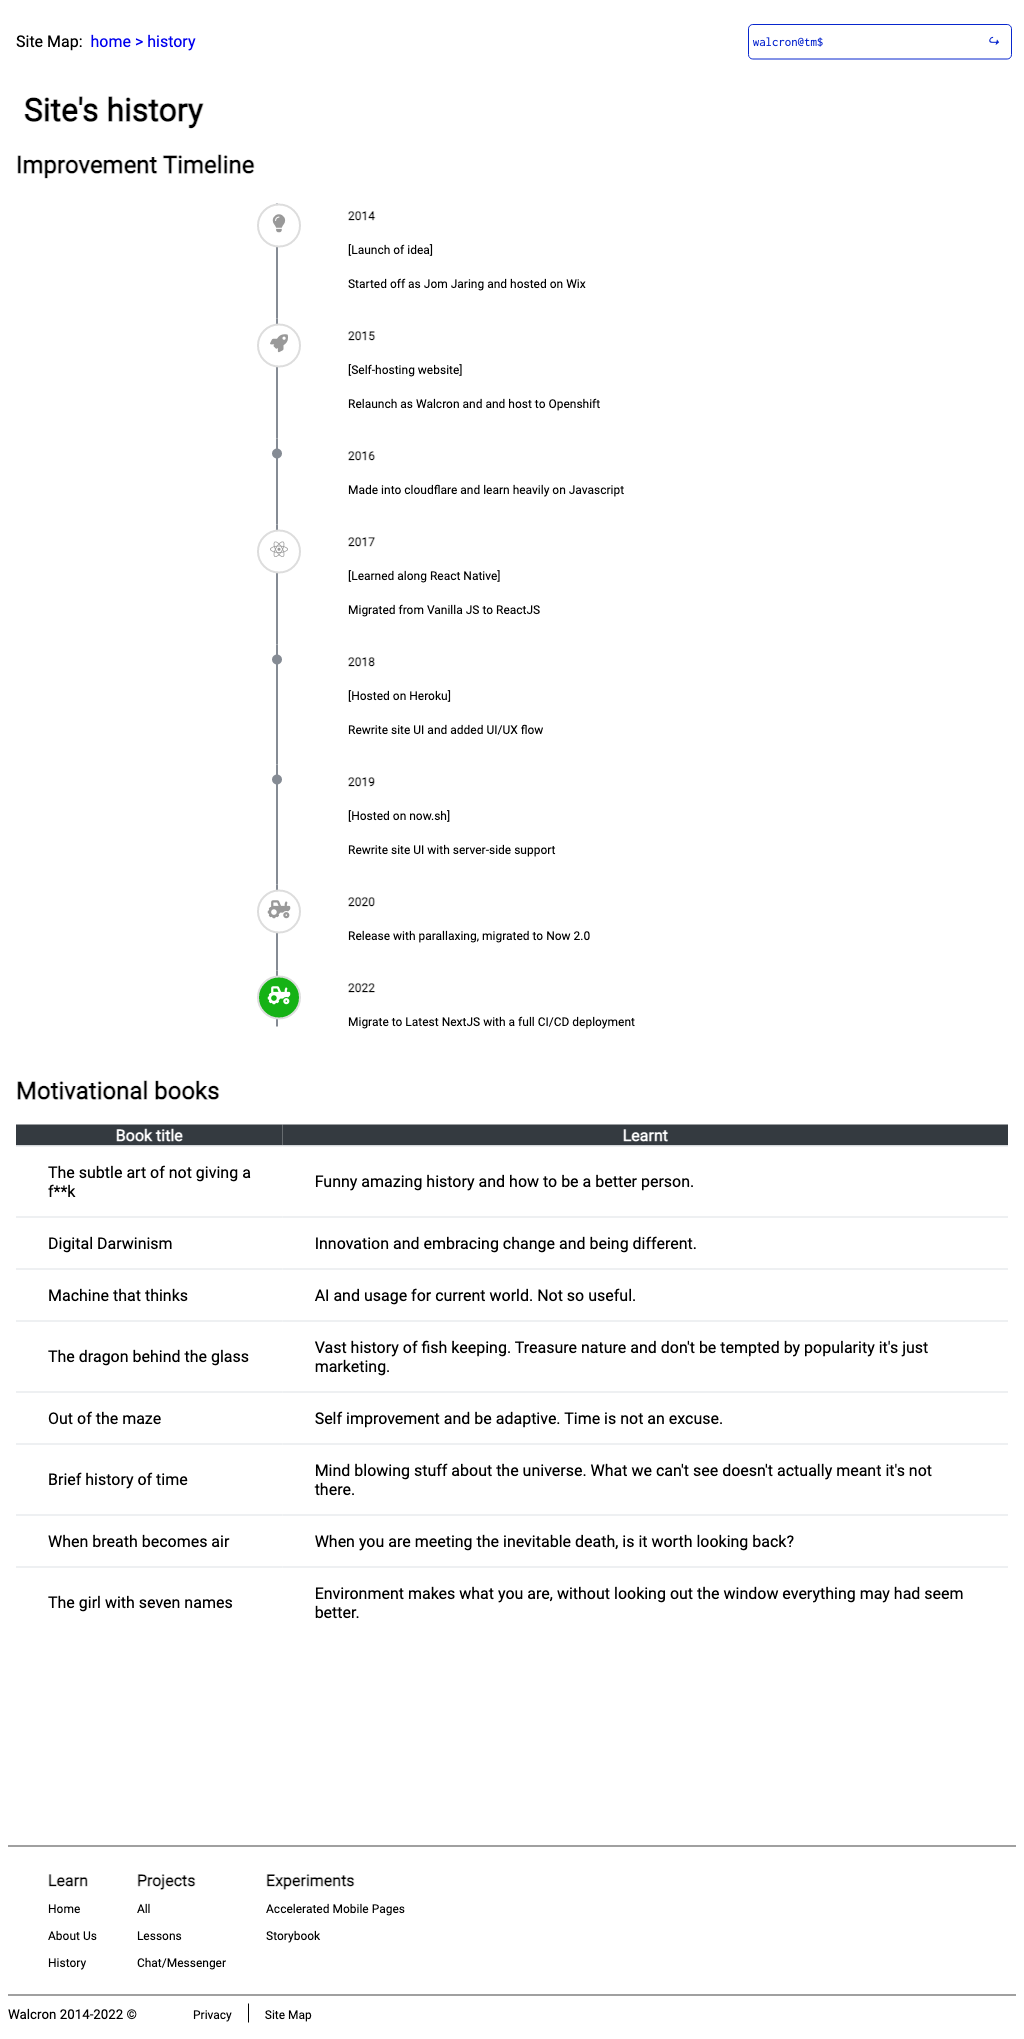 Site Map: home > history
walcron@tm$
Site's history
Improvement Timeline
2014
[Launch of idea]
Started off as Jom Jaring and hosted on Wix
2015
[Self-hosting website]
Relaunch as Walcron and and host to Openshift
2016
Made into cloudflare and learn heavily on Javascript
2017
[Learned along React Native]
Migrated from Vanilla JS to ReactJS
2018
[Hosted on Heroku]
Rewrite site UI and added UI/UX flow
2019
[Hosted on now.sh]
Rewrite site UI with server-side support
2020
Release with parallaxing, migrated to Now 2.0
2022
Migrate to Latest NextJS with a full CI/CD deployment
Motivational books
Book title Learnt
The subtle art of not giving a
f**k
Funny amazing history and how to be a better person.
Digital Darwinism
Innovation and embracing change and being different.
Machine that thinks
AI and usage for current world. Not so useful.
The dragon behind the glass
Vast history of fish keeping. Treasure nature and don't be tempted by popularity it's just
marketing.
Out of the maze
Self improvement and be adaptive. Time is not an excuse.
Brief history of time
Mind blowing stuff about the universe. What we can't see doesn't actually meant it's not
there.
When breath becomes air
When you are meeting the inevitable death, is it worth looking back?
The girl with seven names
Environment makes what you are, without looking out the window everything may had seem
better.
Learn
Home
About Us
History
Projects
All
Lessons
Chat/Messenger
Experiments
Accelerated Mobile Pages
Storybook
Walcron 2014-2022 © Privacy Site Map